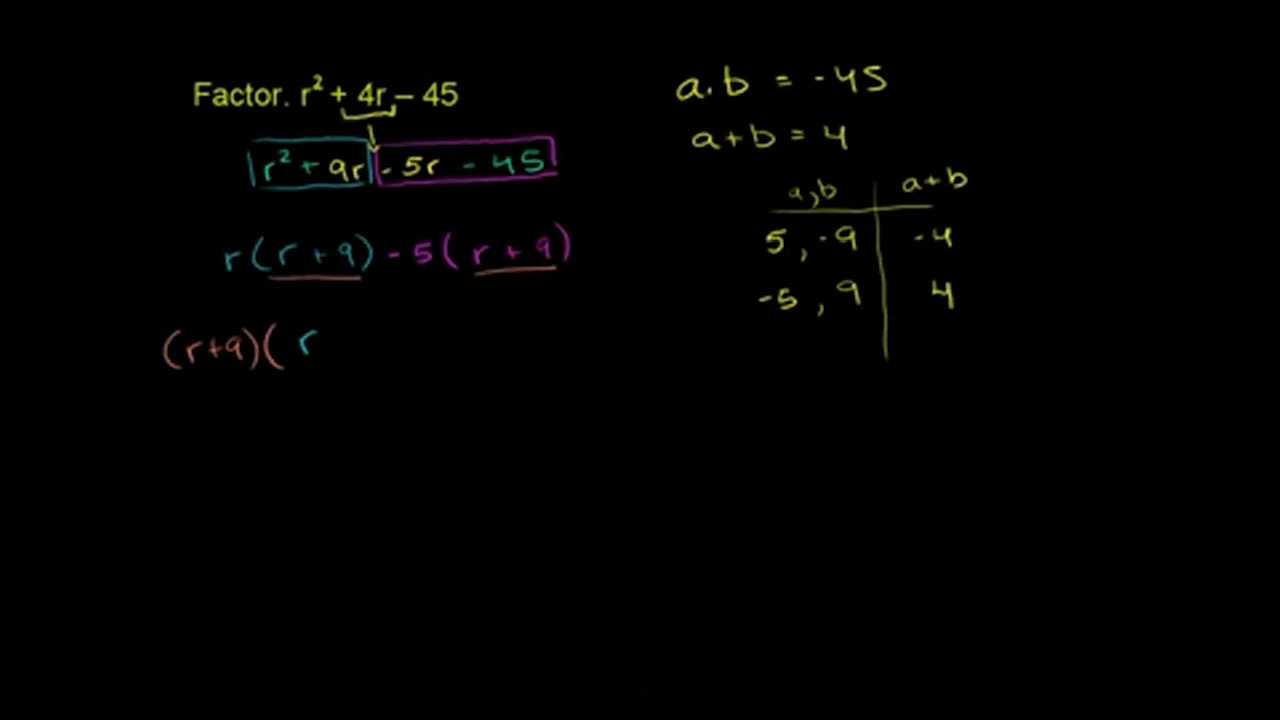 Factor. r² + 4r – 45
r² + 9r - 5r - 45
r(r+9) - 5(r+9)
(r+9)( r
a·b = -45
a+b = 4
a,b a+b
5, -9 -4
-5, 9 4